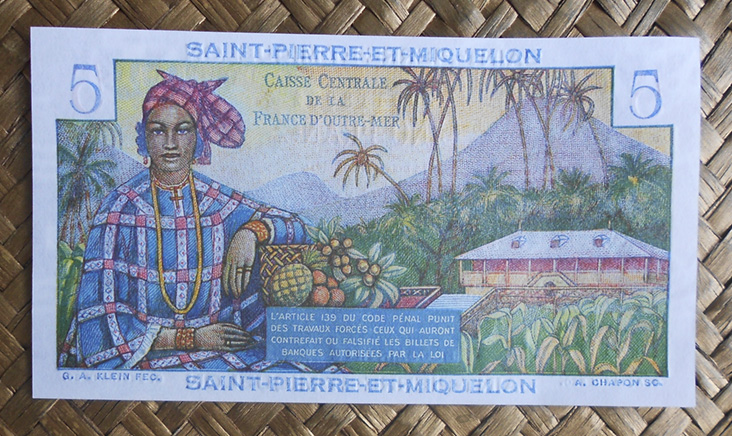 SAINT-PIERRE-ET-MIQUELON
5
5
CAISSE CENTRALE
DE LA
FRANCE D'OUTRE-MER
L'ARTICLE 139 DU CODE PÉNAL PUNIT
DES TRAVAUX FORCÉS CEUX QUI AURONT
CONTREFAIT OU FALSIFIÉ LES BILLETS DE
BANQUES AUTORISÉES PAR LA LOI
G. A. KLEIN FEC.
SAINT-PIERRE-ET-MIQUELON
A. CHAPON SC.